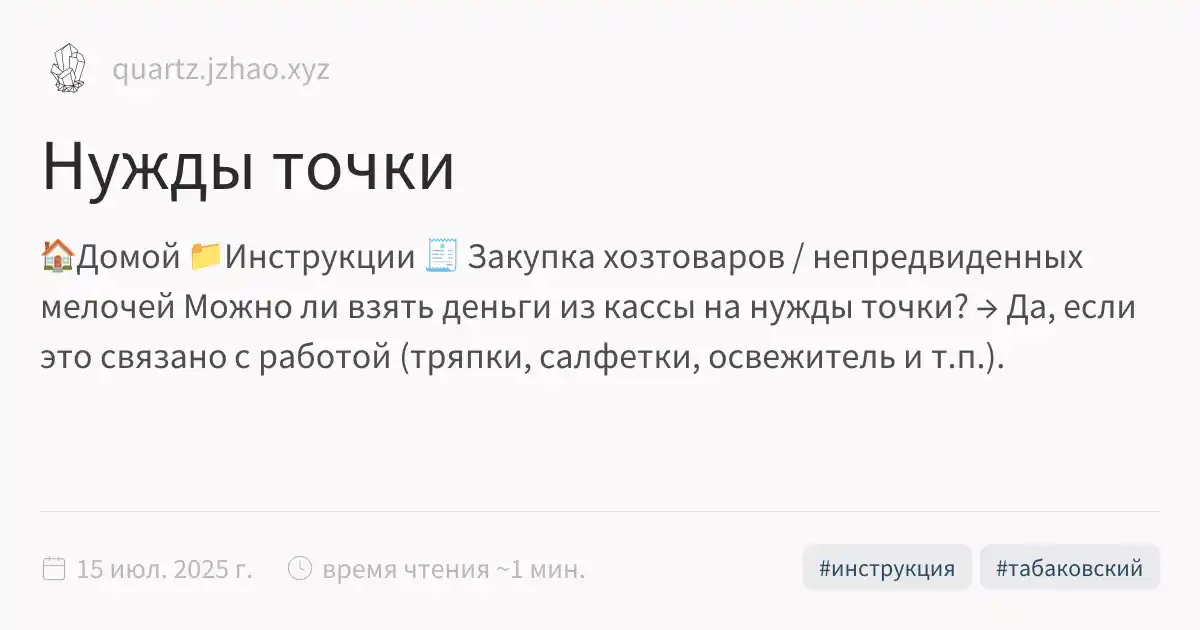 quartz.jzhao.xyz
Нужды точки
🏠Домой 📁Инструкции 🧾 Закупка хозтоваров / непредвиденных
мелочей Можно ли взять деньги из кассы на нужды точки? → Да, если
это связано с работой (тряпки, салфетки, освежитель и т.п.).
15 июл. 2025 г. время чтения ~1 мин. #инструкция #табаковский